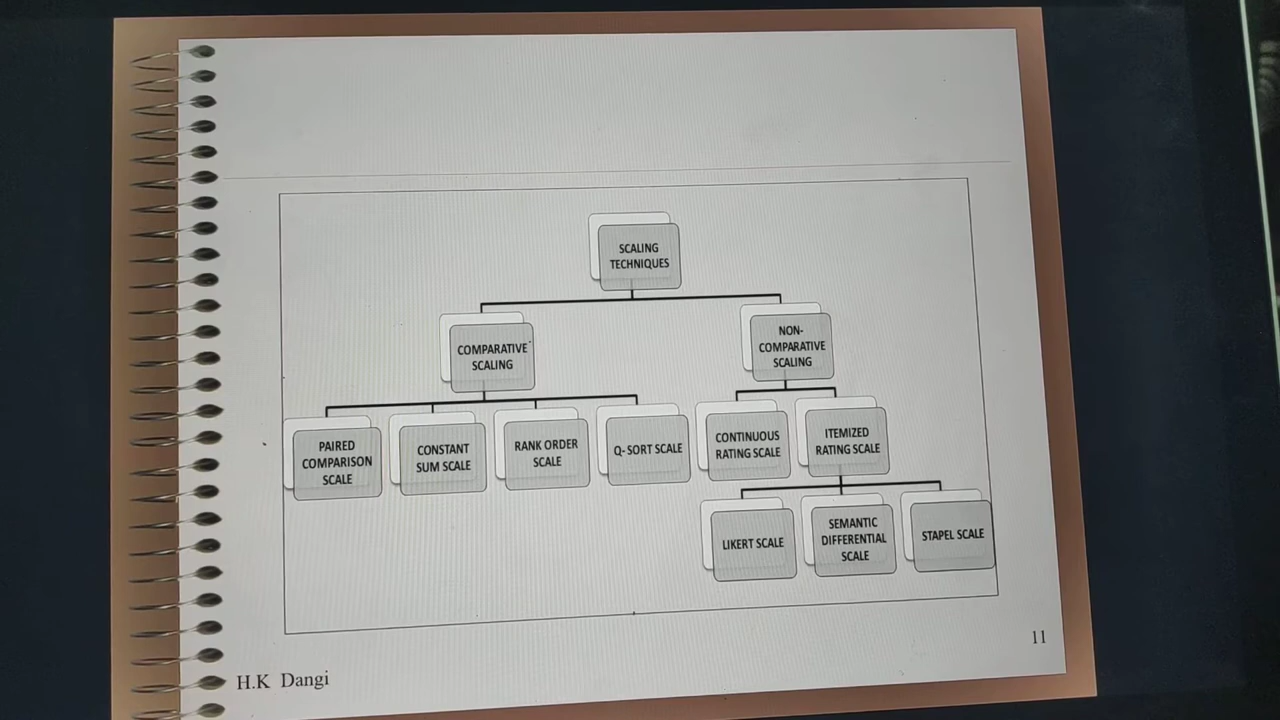 SCALING
TECHNIQUES
COMPARATIVE
SCALING
NON-
COMPARATIVE
SCALING
PAIRED
COMPARISON
SCALE
CONSTANT
SUM SCALE
RANK ORDER
SCALE
Q- SORT SCALE
CONTINUOUS
RATING SCALE
ITEMIZED
RATING SCALE
LIKERT SCALE
SEMANTIC
DIFFERENTIAL
SCALE
STAPEL SCALE
11
H.K Dangi